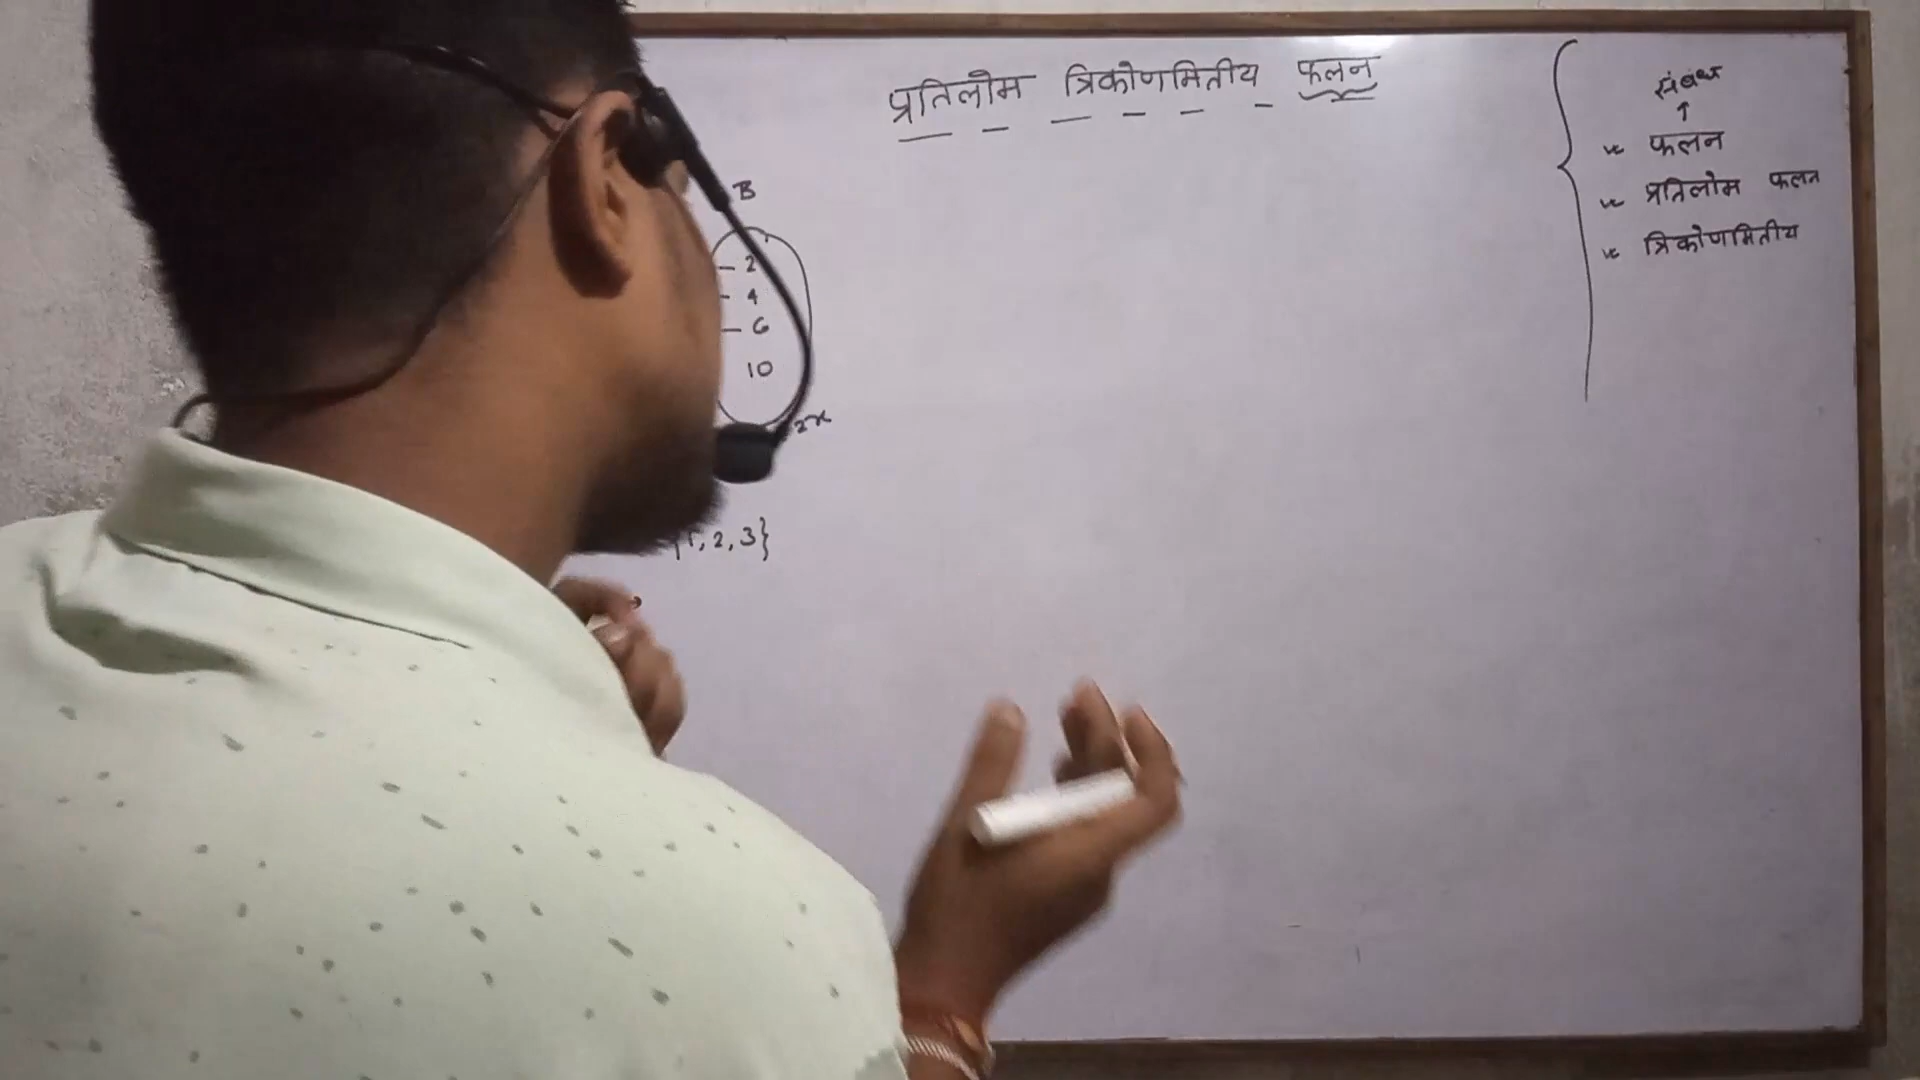 प्रतिलोम त्रिकोणमितीय फलन
संबंध
↑
फलन
प्रतिलोम फलन
त्रिकोणमितीय
B
2
4
6
10
2x
1, 2, 3}